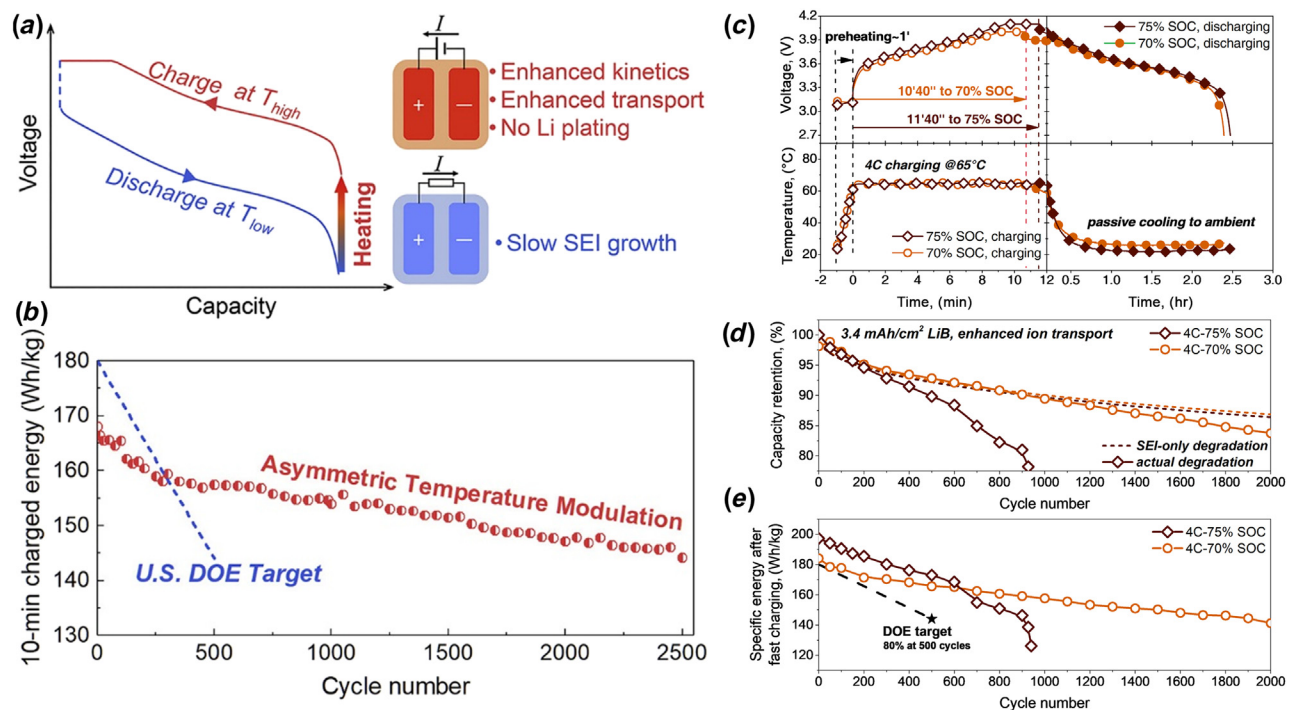 (a)
Voltage
Capacity
Charge at T_high
Discharge at T_low
Heating
I
+
—
• Enhanced kinetics
• Enhanced transport
• No Li plating
+
—
• Slow SEI growth
(b)
10-min charged energy (Wh/kg)
180
170
160
150
140
130
0
500
1000
1500
2000
2500
Cycle number
Asymmetric Temperature Modulation
U.S. DOE Target
(c)
Voltage, (V)
4.2
3.9
3.6
3.3
3.0
2.7
preheating~1'
10'40" to 70% SOC
11'40" to 75% SOC
75% SOC, discharging
70% SOC, discharging
Temperature, (°C)
80
60
40
20
4C charging @65°C
75% SOC, charging
70% SOC, charging
passive cooling to ambient
-2 0 2 4 6 8 10 12
0.5 1.0 1.5 2.0 2.5 3.0
Time, (min)
Time, (hr)
(d)
Capacity retention, (%)
100
95
90
85
80
3.4 mAh/cm² LiB, enhanced ion transport
4C-75% SOC
4C-70% SOC
SEI-only degradation
actual degradation
0 200 400 600 800 1000 1200 1400 1600 1800 2000
Cycle number
(e)
Specific energy after
fast charging, (Wh/kg)
200
180
160
140
120
4C-75% SOC
4C-70% SOC
DOE target
80% at 500 cycles
0 200 400 600 800 1000 1200 1400 1600 1800 2000
Cycle number